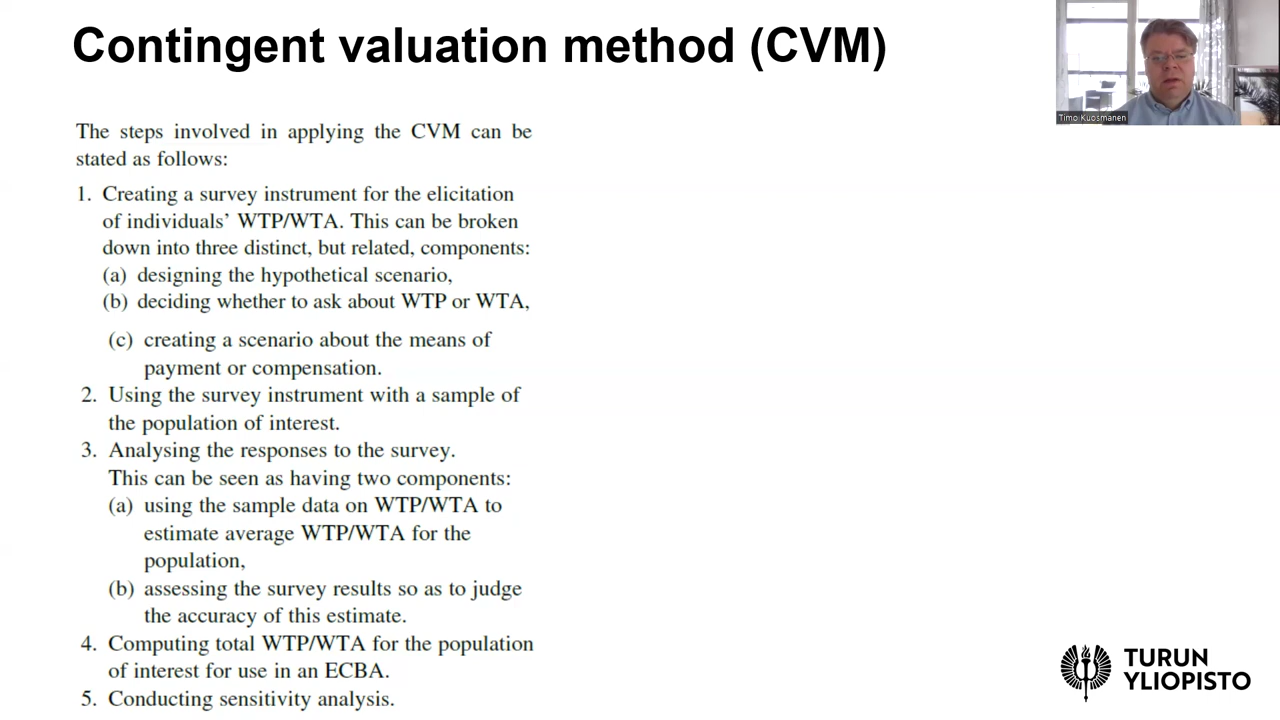 Contingent valuation method (CVM)
Timo Kuosmanen
The steps involved in applying the CVM can be
stated as follows:
1. Creating a survey instrument for the elicitation
of individuals’ WTP/WTA. This can be broken
down into three distinct, but related, components:
(a) designing the hypothetical scenario,
(b) deciding whether to ask about WTP or WTA,
(c) creating a scenario about the means of
payment or compensation.
2. Using the survey instrument with a sample of
the population of interest.
3. Analysing the responses to the survey.
This can be seen as having two components:
(a) using the sample data on WTP/WTA to
estimate average WTP/WTA for the
population,
(b) assessing the survey results so as to judge
the accuracy of this estimate.
4. Computing total WTP/WTA for the population
of interest for use in an ECBA.
5. Conducting sensitivity analysis.
TURUN
YLIOPISTO